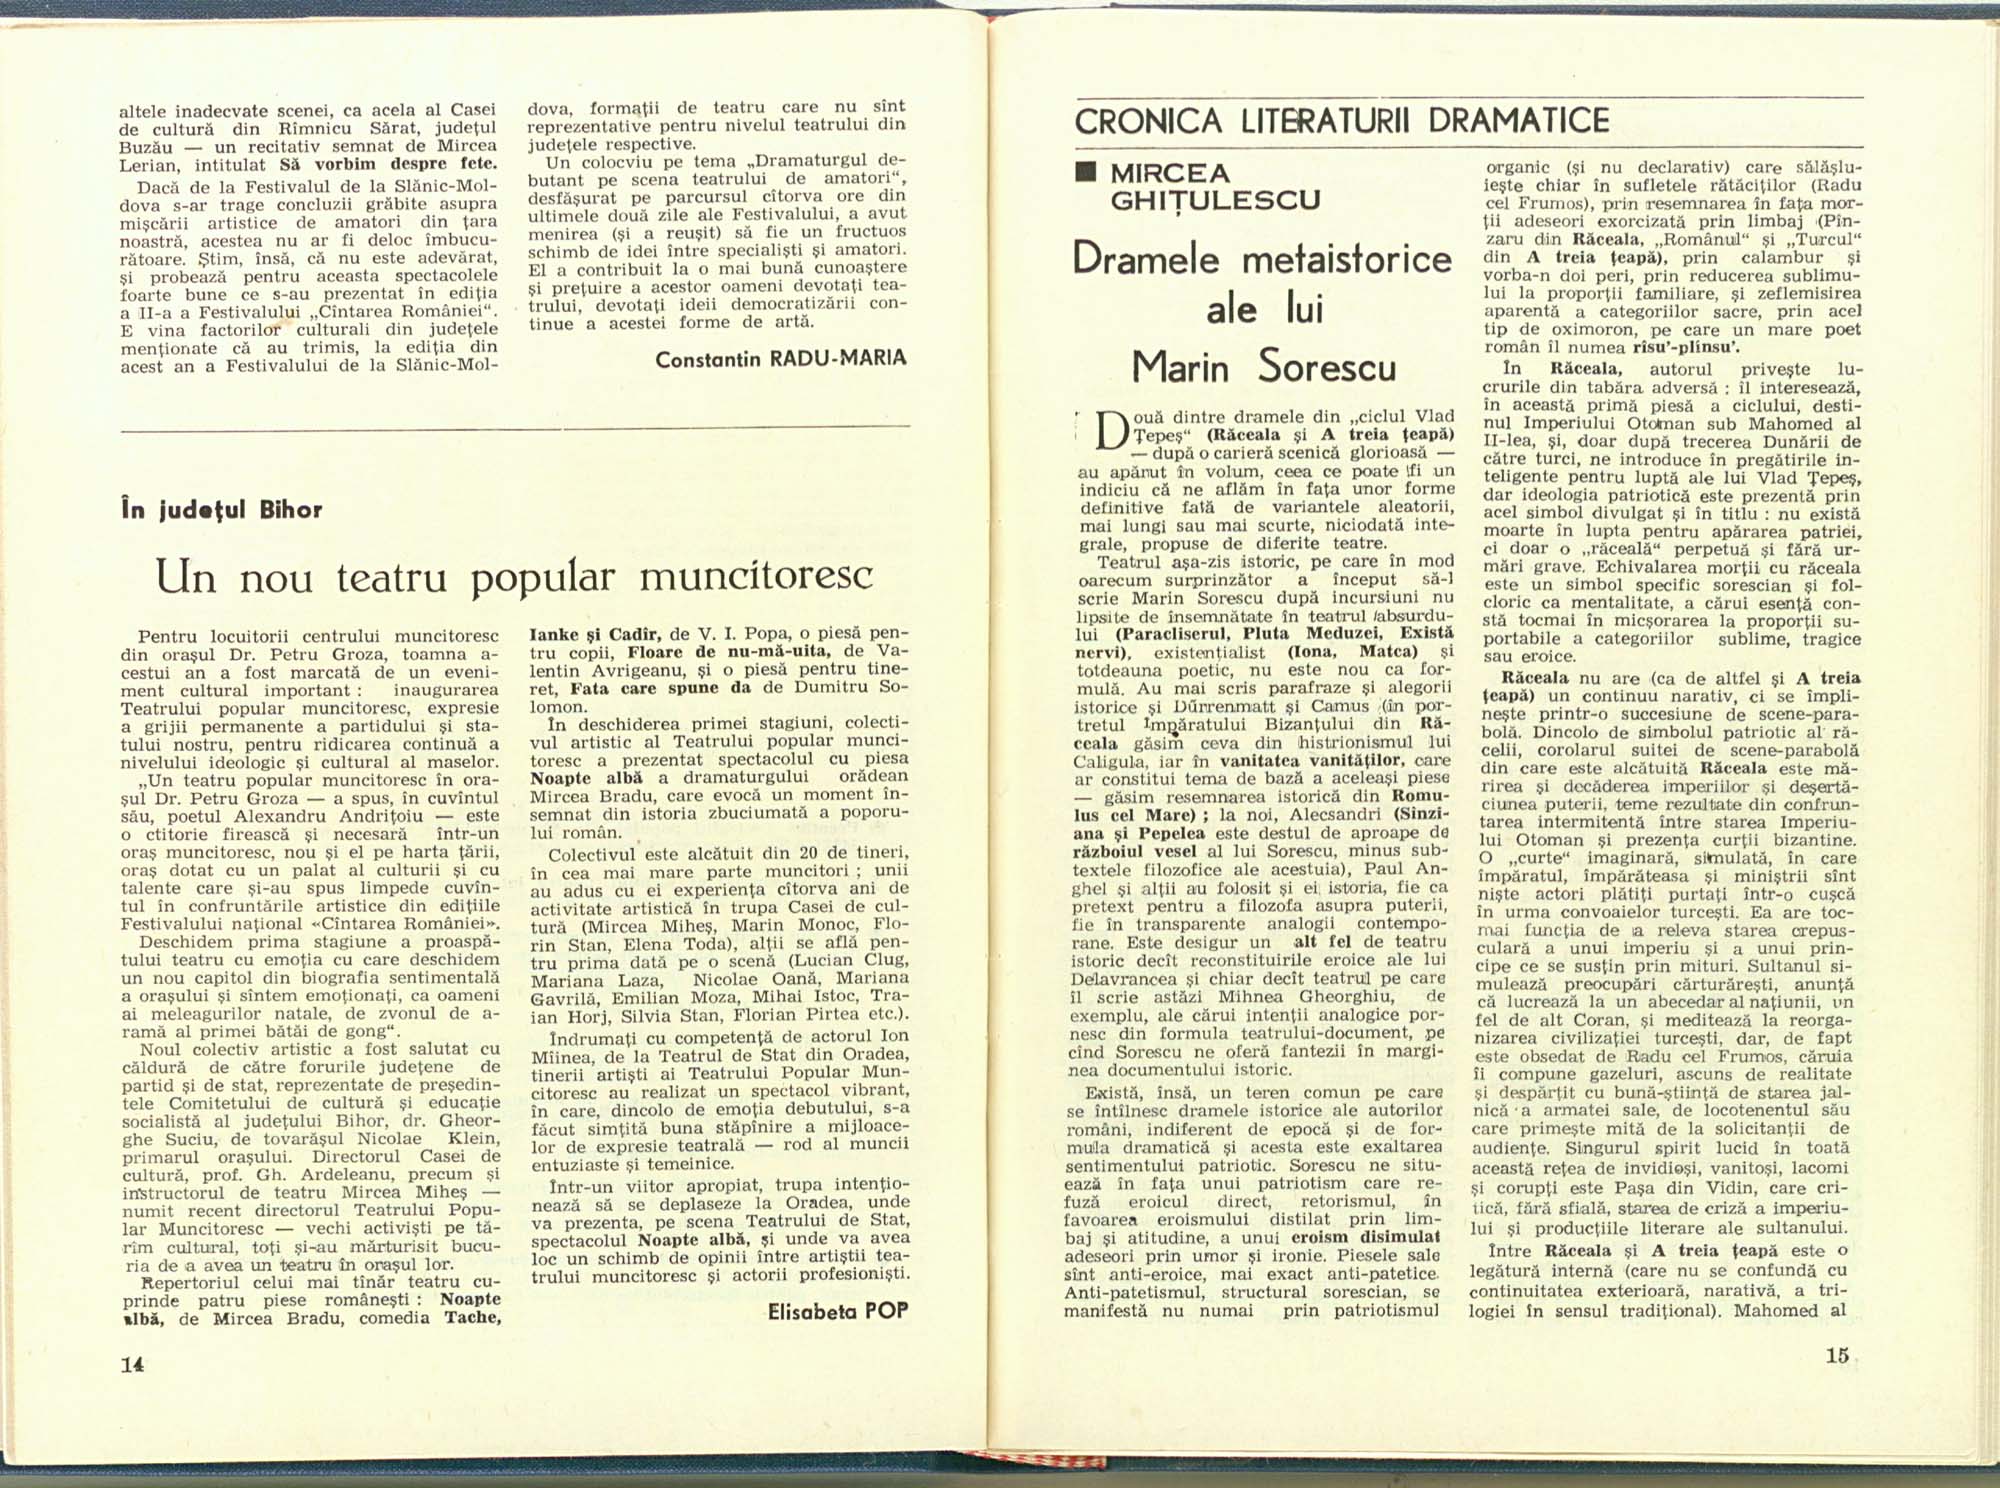 altele inadecvate scenei, ca acela al Casei
de cultură din Rîmnicu Sărat, județul
Buzău — un recitativ semnat de Mircea
Lerian, intitulat Să vorbim despre fete.
Dacă de la Festivalul de la Slănic-Mol-
dova s-ar trage concluzii grăbite asupra
mișcării artistice de amatori din țara
noastră, acestea nu ar fi deloc îmbucu-
rătoare. Știm, însă, că nu este adevărat,
și probează pentru aceasta spectacolele
foarte bune ce s-au prezentat în ediția
a II-a a Festivalului „Cîntarea României“.
E vina factorilor culturali din județele
menționate că au trimis, la ediția din
acest an a Festivalului de la Slănic-Mol-
dova, formații de teatru care nu sînt
reprezentative pentru nivelul teatrului din
județele respective.
Un colocviu pe tema „Dramaturgul de-
butant pe scena teatrului de amatori“,
desfășurat pe parcursul cîtorva ore din
ultimele două zile ale Festivalului, a avut
menirea (și a reușit) să fie un fructuos
schimb de idei între specialiști și amatori.
El a contribuit la o mai bună cunoaștere
și prețuire a acestor oameni devotați tea-
trului, devotați ideii democratizării con-
tinue a acestei forme de artă.
Constantin RADU-MARIA
În județul Bihor
Un nou teatru popular muncitoresc
Pentru locuitorii centrului muncitoresc
din orașul Dr. Petru Groza, toamna a-
cestui an a fost marcată de un eveni-
ment cultural important : inaugurarea
Teatrului popular muncitoresc, expresie
a grijii permanente a partidului și sta-
tului nostru, pentru ridicarea continuă a
nivelului ideologic și cultural al maselor.
„Un teatru popular muncitoresc în ora-
șul Dr. Petru Groza — a spus, în cuvîntul
său, poetul Alexandru Andrițoiu — este
o ctitorie firească și necesară într-un
oraș muncitoresc, nou și el pe harta țării,
oraș dotat cu un palat al culturii și cu
talente care și-au spus limpede cuvîn-
tul în confruntările artistice din edițiile
Festivalului național «Cîntarea României».
Deschidem prima stagiune a proaspă-
tului teatru cu emoția cu care deschidem
un nou capitol din biografia sentimentală
a orașului și sîntem emoționați, ca oameni
ai meleagurilor natale, de zvonul de a-
ramă al primei bătăi de gong“.
Noul colectiv artistic a fost salutat cu
căldură de către forurile județene de
partid și de stat, reprezentate de președin-
tele Comitetului de cultură și educație
socialistă al județului Bihor, dr. Gheor-
ghe Suciu, de tovarășul Nicolae Klein,
primarul orașului. Directorul Casei de
cultură, prof. Gh. Ardeleanu, precum și
instructorul de teatru Mircea Miheș —
numit recent directorul Teatrului Popu-
lar Muncitoresc — vechi activiști pe tă-
rîm cultural, toți și-au mărturisit bucu-
ria de a avea un teatru în orașul lor.
Repertoriul celui mai tînăr teatru cu-
prinde patru piese românești : Noapte
albă, de Mircea Bradu, comedia Tache,
Ianke și Cadîr, de V. I. Popa, o piesă pen-
tru copii, Floare de nu-mă-uita, de Va-
lentin Avrigeanu, și o piesă pentru tine-
ret, Fata care spune da de Dumitru So-
lomon.
În deschiderea primei stagiuni, colecti-
vul artistic al Teatrului popular munci-
toresc a prezentat spectacolul cu piesa
Noapte albă a dramaturgului orădean
Mircea Bradu, care evocă un moment în-
semnat din istoria zbuciumată a poporu-
lui român.
Colectivul este alcătuit din 20 de tineri,
în cea mai mare parte muncitori ; unii
au adus cu ei experiența cîtorva ani de
activitate artistică în trupa Casei de cul-
tură (Mircea Miheș, Marin Monoc, Flo-
rin Stan, Elena Toda), alții se află pen-
tru prima dată pe o scenă (Lucian Clug,
Mariana Laza, Nicolae Oană, Mariana
Gavrilă, Emilian Moza, Mihai Istoc, Tra-
ian Horj, Silvia Stan, Florian Pirtea etc.).
Îndrumați cu competență de actorul Ion
Mîinea, de la Teatrul de Stat din Oradea,
tinerii artiști ai Teatrului Popular Mun-
citoresc au realizat un spectacol vibrant,
în care, dincolo de emoția debutului, s-a
făcut simțită buna stăpînire a mijloace-
lor de expresie teatrală — rod al muncii
entuziaste și temeinice.
Într-un viitor apropiat, trupa intențio-
nează să se deplaseze la Oradea, unde
va prezenta, pe scena Teatrului de Stat,
spectacolul Noapte albă, și unde va avea
loc un schimb de opinii între artiștii tea-
trului muncitoresc și actorii profesioniști.
Elisabeta POP
14
CRONICA LITERATURII DRAMATICE
■ MIRCEA
GHIȚULESCU
Dramele metaistorice
ale lui
Marin Sorescu
Două dintre dramele din „ciclul Vlad
Țepeș“ (Răceala și A treia țeapă)
— după o carieră scenică glorioasă —
au apărut în volum, ceea ce poate fi un
indiciu că ne aflăm în fața unor forme
definitive fată de variantele aleatorii,
mai lungi sau mai scurte, niciodată inte-
grale, propuse de diferite teatre.
Teatrul așa-zis istoric, pe care în mod
oarecum surprinzător a început să-l
scrie Marin Sorescu după incursiuni nu
lipsite de însemnătate în teatrul absurdu-
lui (Paracliserul, Pluta Meduzei, Există
nervi), existențialist (Iona, Matca) și
totdeauna poetic, nu este nou ca for-
mulă. Au mai scris parafraze și alegorii
istorice și Dürrenmatt și Camus (în por-
tretul Împăratului Bizanțului din Ră-
ceala găsim ceva din histrionismul lui
Caligula, iar în vanitatea vanităților, care
ar constitui tema de bază a aceleași piese
— găsim resemnarea istorică din Romu-
lus cel Mare) ; la noi, Alecsandri (Sinzi-
ana și Pepelea este destul de aproape de
războiul vesel al lui Sorescu, minus sub-
textele filozofice ale acestuia), Paul An-
ghel și alții au folosit și ei istoria, fie ca
pretext pentru a filozofa asupra puterii,
fie în transparente analogii contempo-
rane. Este desigur un alt fel de teatru
istoric decît reconstituirile eroice ale lui
Delavrancea și chiar decît teatrul pe care
îl scrie astăzi Mihnea Gheorghiu, de
exemplu, ale cărui intenții analogice por-
nesc din formula teatrului-document, pe
cînd Sorescu ne oferă fantezii în margi-
nea documentului istoric.
Există, însă, un teren comun pe care
se întîlnesc dramele istorice ale autorilor
români, indiferent de epocă și de for-
mula dramatică și acesta este exaltarea
sentimentului patriotic. Sorescu ne situ-
ează în fața unui patriotism care re-
fuză eroicul direct, retorismul, în
favoarea eroismului distilat prin lim-
baj și atitudine, a unui eroism disimulat
adeseori prin umor și ironie. Piesele sale
sînt anti-eroice, mai exact anti-patetice.
Anti-patetismul, structural sorescian, se
manifestă nu numai prin patriotismul
organic (și nu declarativ) care sălășlu-
iește chiar în sufletele rătăciților (Radu
cel Frumos), prin resemnarea în fața mor-
ții adeseori exorcizată prin limbaj (Pîn-
zaru din Răceala, „Românul“ și „Turcul“
din A treia țeapă), prin calambur și
vorba-n doi peri, prin reducerea sublimu-
lui la proporții familiare, și zeflemisirea
aparentă a categoriilor sacre, prin acel
tip de oximoron, pe care un mare poet
român îl numea rîsu'-plînsu'.
În Răceala, autorul privește lu-
crurile din tabăra adversă : îl interesează,
în această primă piesă a ciclului, desti-
nul Imperiului Otoman sub Mahomed al
II-lea, și, doar după trecerea Dunării de
către turci, ne introduce în pregătirile in-
teligente pentru luptă ale lui Vlad Țepeș,
dar ideologia patriotică este prezentă prin
acel simbol divulgat și în titlu : nu există
moarte în lupta pentru apărarea patriei,
ci doar o „răceală“ perpetuă și fără ur-
mări grave. Echivalarea morții cu răceala
este un simbol specific sorescian și fol-
cloric ca mentalitate, a cărui esență con-
stă tocmai în micșorarea la proporții su-
portabile a categoriilor sublime, tragice
sau eroice.
Răceala nu are (ca de altfel și A treia
țeapă) un continuu narativ, ci se împli-
nește printr-o succesiune de scene-para-
bolă. Dincolo de simbolul patriotic al ră-
celii, corolarul suitei de scene-parabolă
din care este alcătuită Răceala este mă-
rirea și decăderea imperiilor și deșertă-
ciunea puterii, teme rezultate din confrun-
tarea intermitentă între starea Imperiu-
lui Otoman și prezența curții bizantine.
O „curte“ imaginară, simulată, în care
împăratul, împărăteasa și miniștrii sînt
niște actori plătiți purtați într-o cușcă
în urma convoaielor turcești. Ea are toc-
mai funcția de a releva starea crepus-
culară a unui imperiu și a unui prin-
cipe ce se susțin prin mituri. Sultanul si-
mulează preocupări cărturărești, anunță
că lucrează la un abecedar al națiunii, un
fel de alt Coran, și meditează la reorga-
nizarea civilizației turcești, dar, de fapt
este obsedat de Radu cel Frumos, căruia
îi compune gazeluri, ascuns de realitate
și despărțit cu bună-știință de starea jal-
nică a armatei sale, de locotenentul său
care primește mită de la solicitanții de
audiențe. Singurul spirit lucid în toată
această rețea de invidioși, vanitoși, lacomi
și corupți este Pașa din Vidin, care cri-
tică, fără sfială, starea de criză a imperiu-
lui și producțiile literare ale sultanului.
Între Răceala și A treia țeapă este o
legătură internă (care nu se confundă cu
continuitatea exterioară, narativă, a tri-
logiei în sensul tradițional). Mahomed al
15